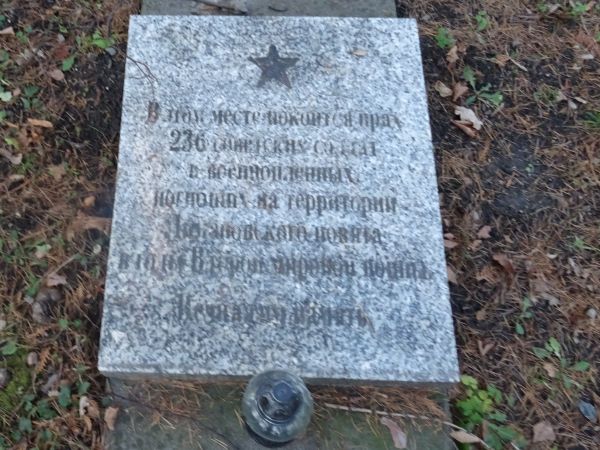 В этом месте покоится прах
236 советских солдат
и военнопленных,
погибших на территории
повята
в годы Второй мировой войны.
Вечная им память